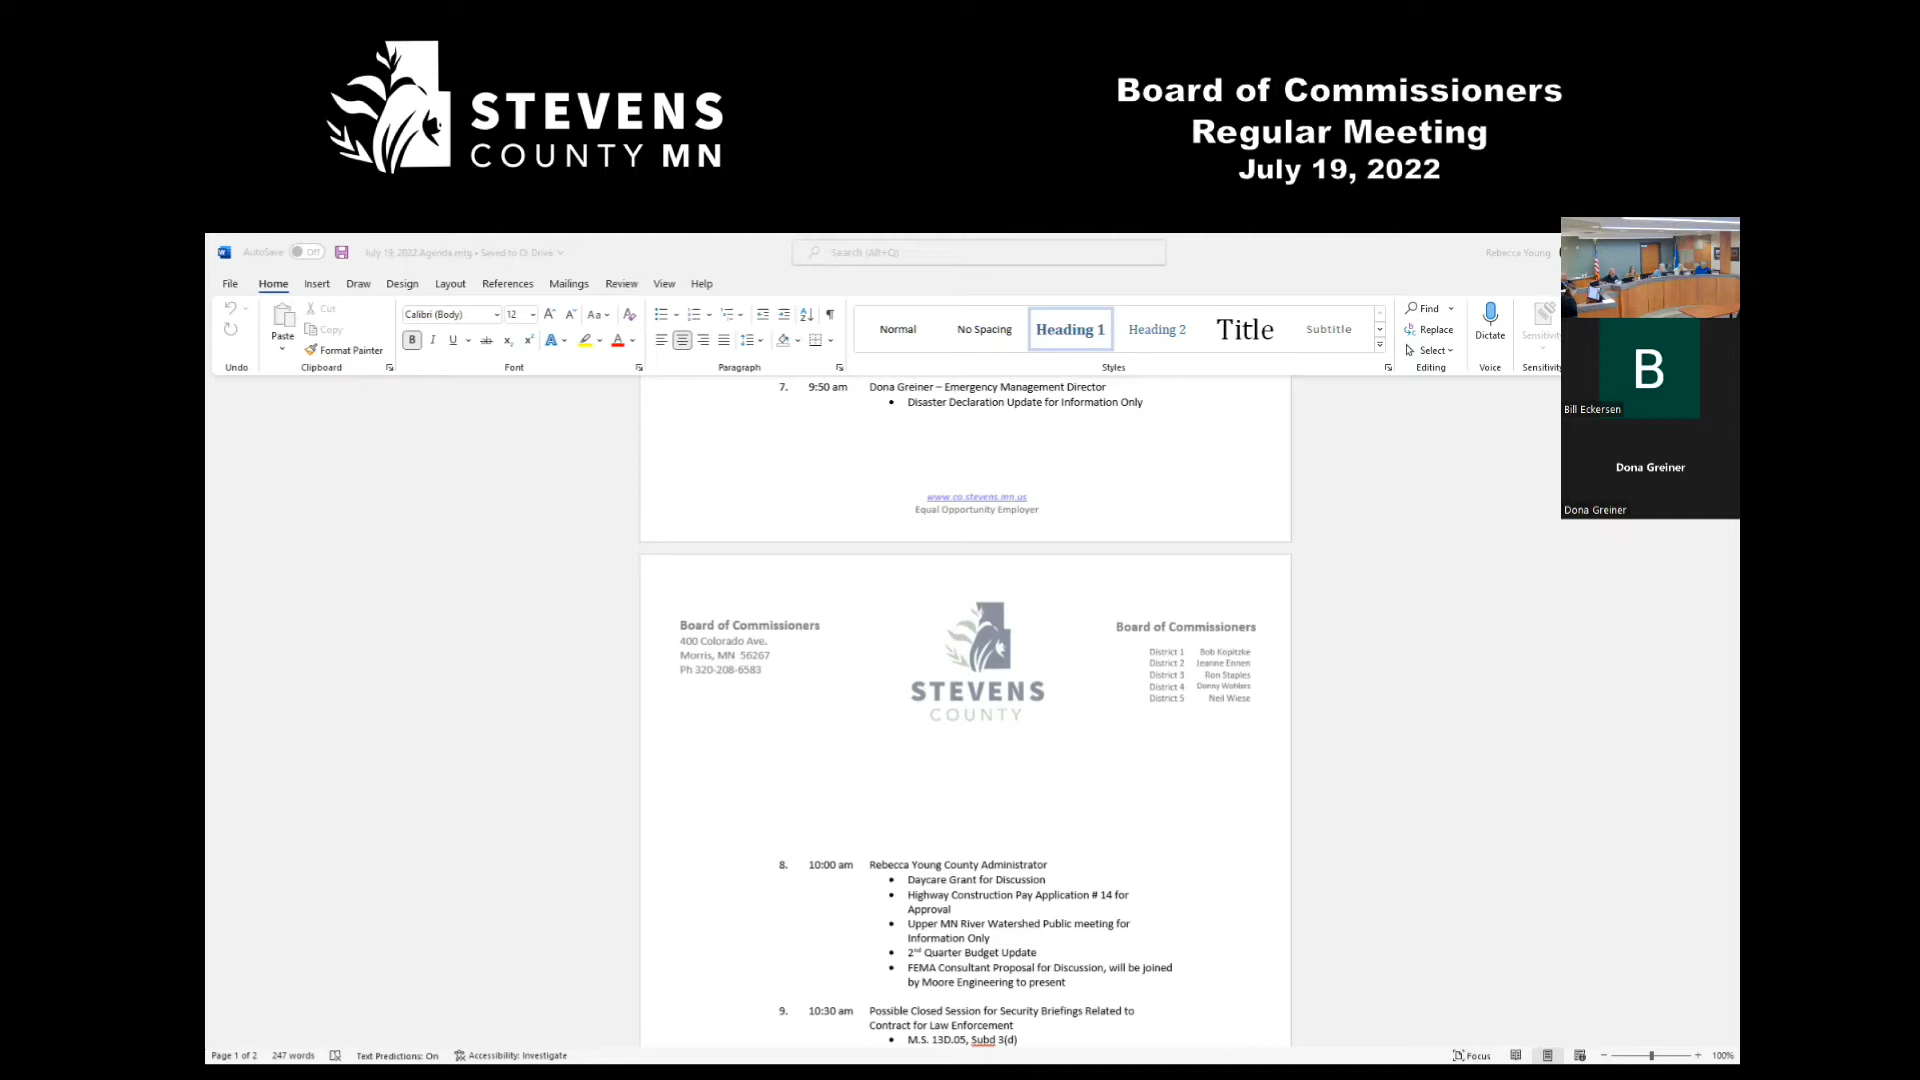 STEVENS
COUNTY MN
Board of Commissioners
Regular Meeting
July 19, 2022
AutoSave Off July 19, 2022.Agenda.mtg • Saved to O: Drive Search (Alt+Q) Rebecca Young
File Home Insert Draw Design Layout References Mailings Review View Help
Paste
Cut
Copy
Format Painter
Calibri (Body) 12
Normal No Spacing Heading 1 Heading 2 Title Subtitle
Find
Replace
Select
Dictate
Sensitivit
Undo Clipboard Font Paragraph Styles Editing Voice Sensitivit
B
Bill Eckersen
Dona Greiner
Dona Greiner
7. 9:50 am Dona Greiner – Emergency Management Director
• Disaster Declaration Update for Information Only
www.co.stevens.mn.us
Equal Opportunity Employer
Board of Commissioners
400 Colorado Ave.
Morris, MN 56267
Ph 320-208-6583
STEVENS
COUNTY
Board of Commissioners
District 1 Bob Kopitzke
District 2 Jeanne Ennen
District 3 Ron Staples
District 4 Donny Wohlers
District 5 Neil Wiese
8. 10:00 am Rebecca Young County Administrator
• Daycare Grant for Discussion
• Highway Construction Pay Application # 14 for
Approval
• Upper MN River Watershed Public meeting for
Information Only
• 2nd Quarter Budget Update
• FEMA Consultant Proposal for Discussion, will be joined
by Moore Engineering to present
9. 10:30 am Possible Closed Session for Security Briefings Related to
Contract for Law Enforcement
• M.S. 13D.05, Subd 3(d)
Page 1 of 2 247 words Text Predictions: On Accessibility: Investigate Focus 100%